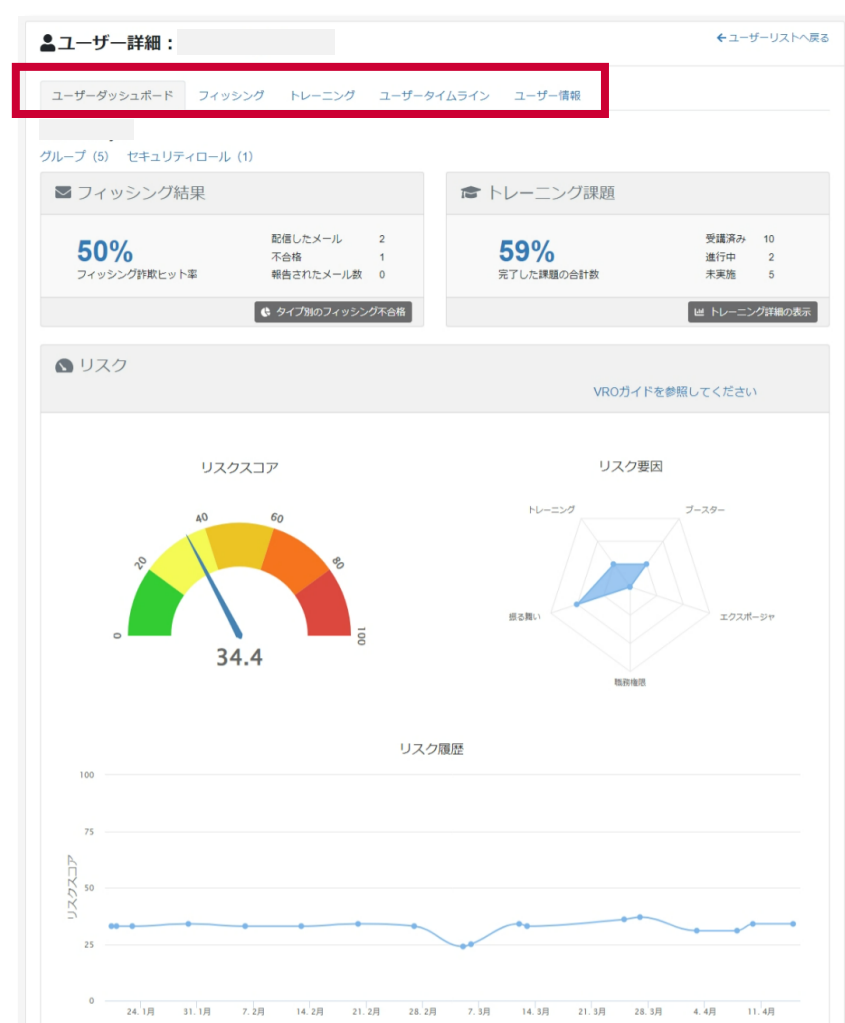 ユーザー詳細：
ユーザーリストへ戻る
ユーザーダッシュボード フィッシング トレーニング ユーザータイムライン ユーザー情報
グループ（5） セキュリティロール（1）
フィッシング結果
50%
フィッシング詐欺ヒット率
配信したメール 2
不合格 1
報告されたメール数 0
タイプ別のフィッシング不合格
トレーニング課題
59%
完了した課題の合計数
受講済み 10
進行中 2
未実施 5
トレーニング詳細の表示
リスク
VROガイドを参照してください
リスクスコア
0 20 40 60 80 100
34.4
リスク要因
トレーニング ブースター
振る舞い エクスポージャ
職務権限
リスク履歴
リスクスコア
100
75
50
25
0
24. 1月 31. 1月 7. 2月 14. 2月 21. 2月 28. 2月 7. 3月 14. 3月 21. 3月 28. 3月 4. 4月 11. 4月